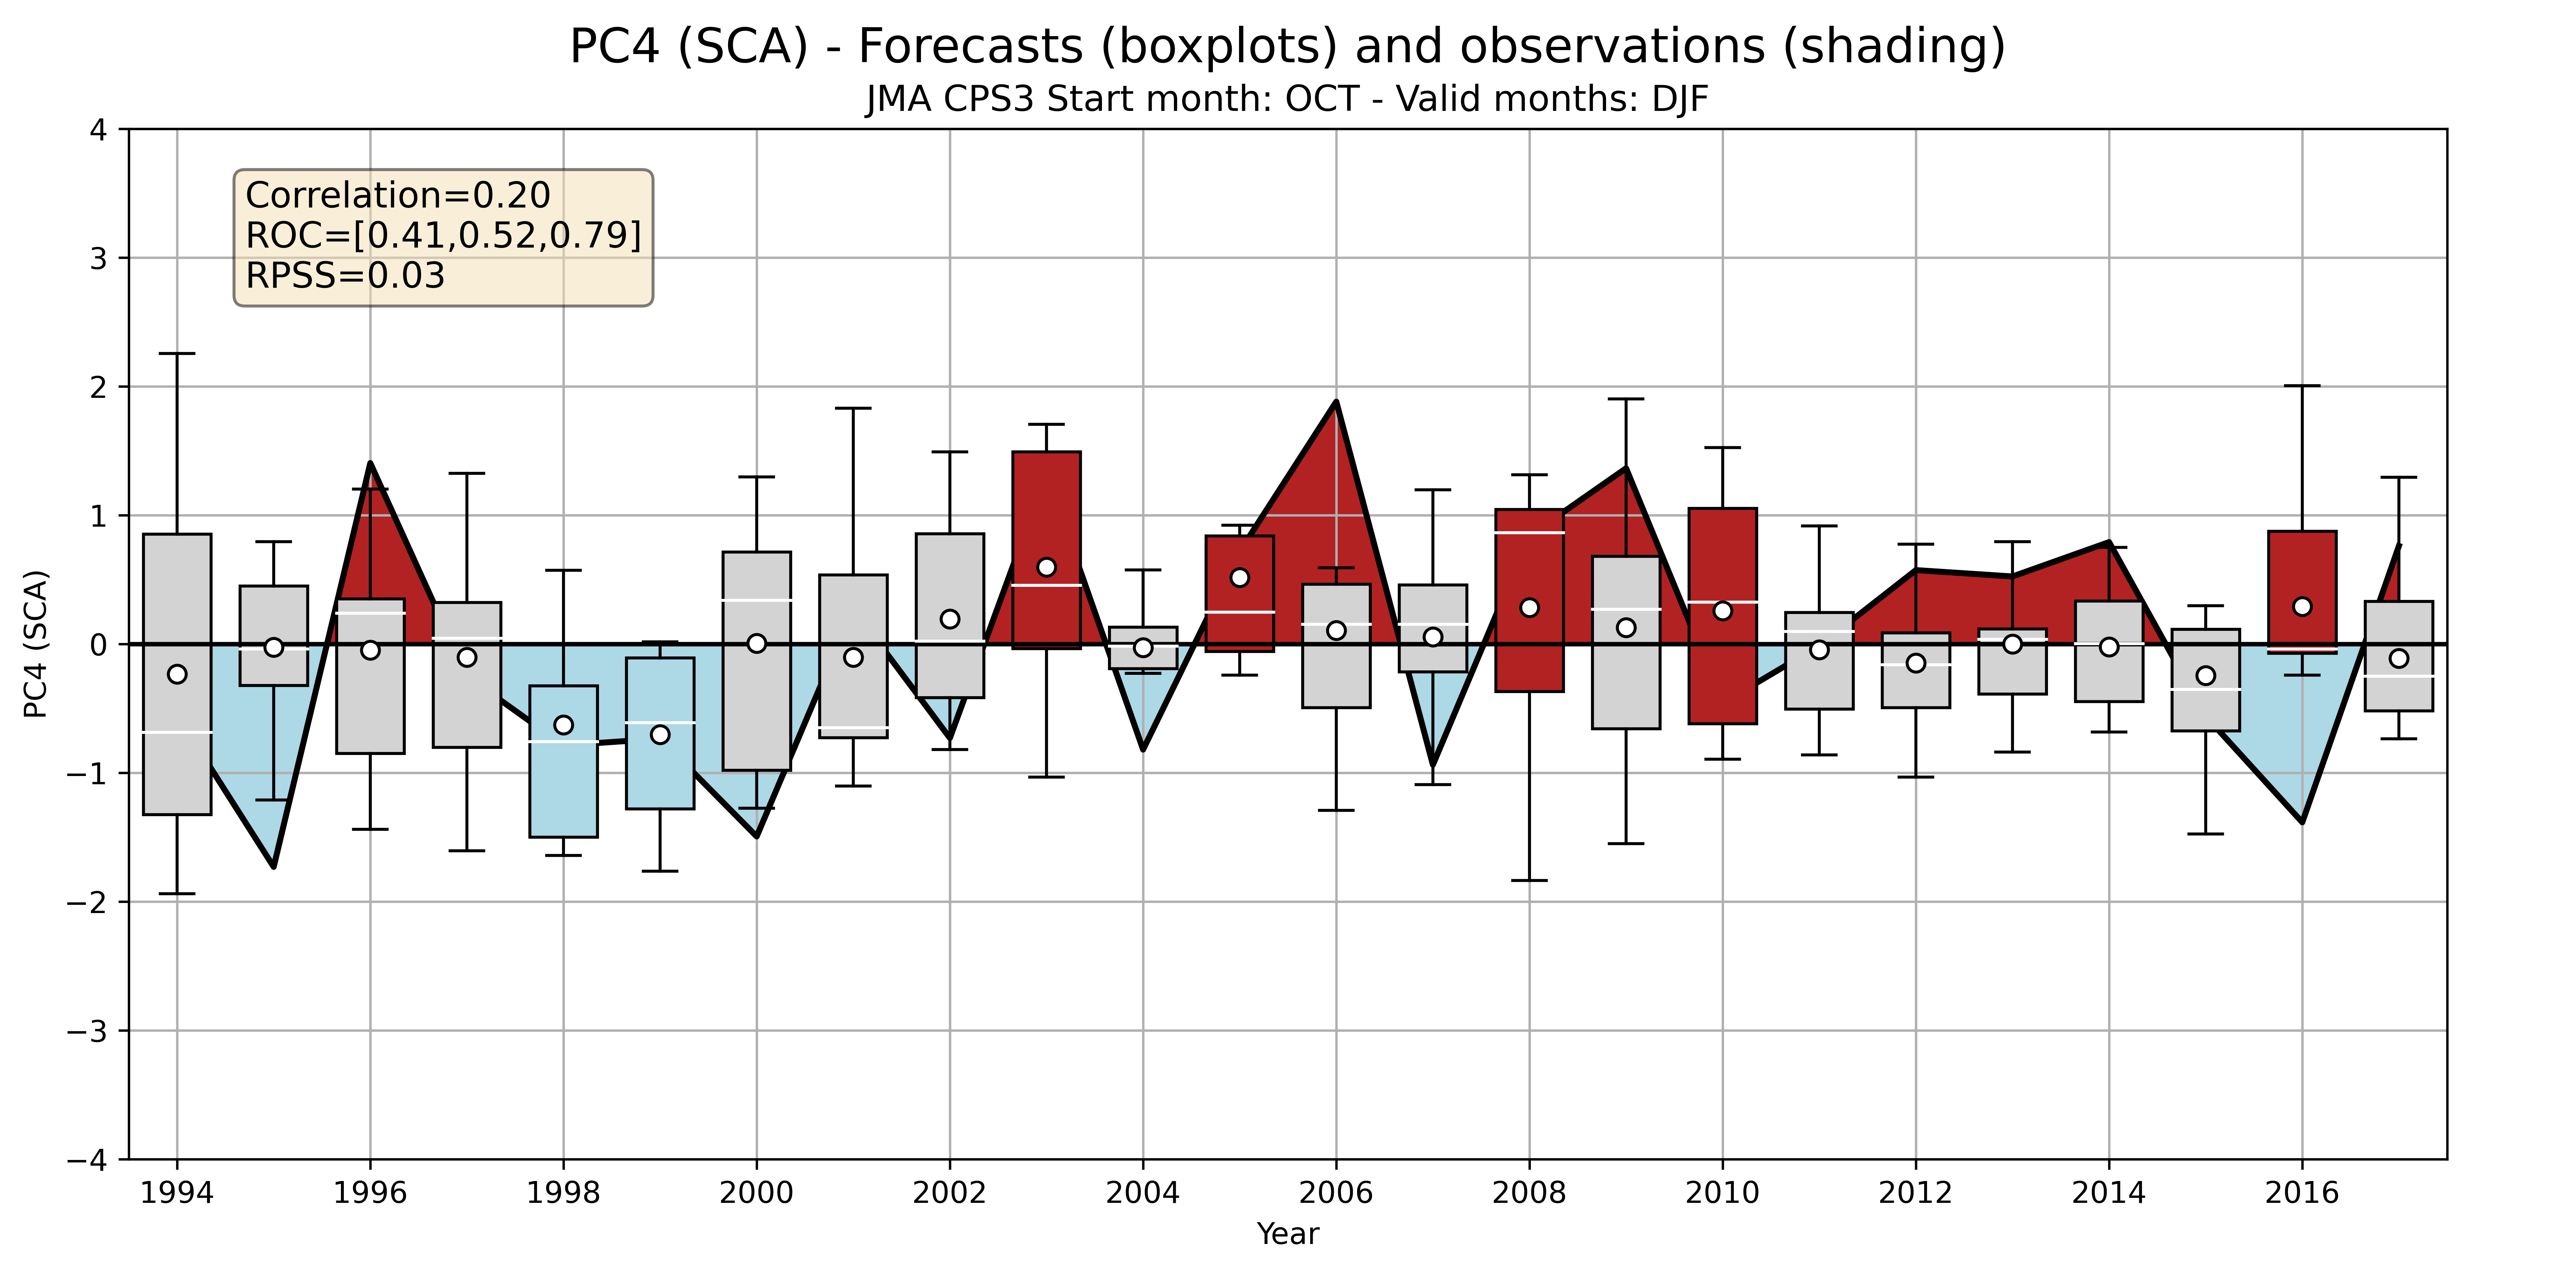 PC4 (SCA) - Forecasts (boxplots) and observations (shading)
JMA CPS3 Start month: OCT - Valid months: DJF
Correlation=0.20
ROC=[0.41,0.52,0.79]
RPSS=0.03
PC4 (SCA)
4
3
2
1
0
−1
−2
−3
−4
1994 1996 1998 2000 2002 2004 2006 2008 2010 2012 2014 2016
Year